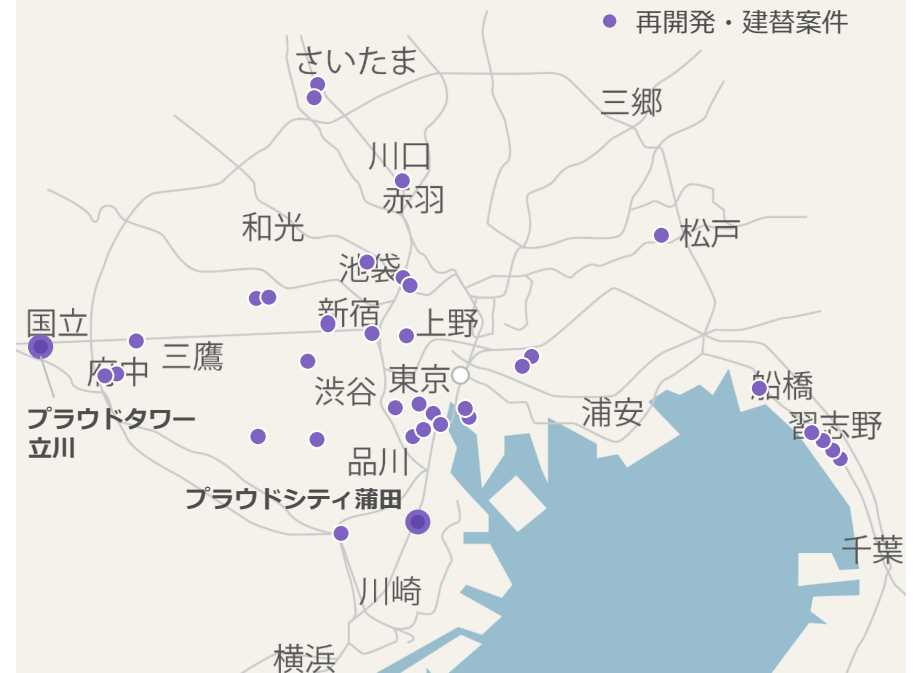 再開発・建替案件
さいたま
三郷
川口
赤羽
和光
松戸
池袋
国立
新宿
上野
三鷹
府中
渋谷
東京
船橋
プラウドタワー
立川
浦安
習志野
品川
プラウドシティ蒲田
千葉
川崎
横浜